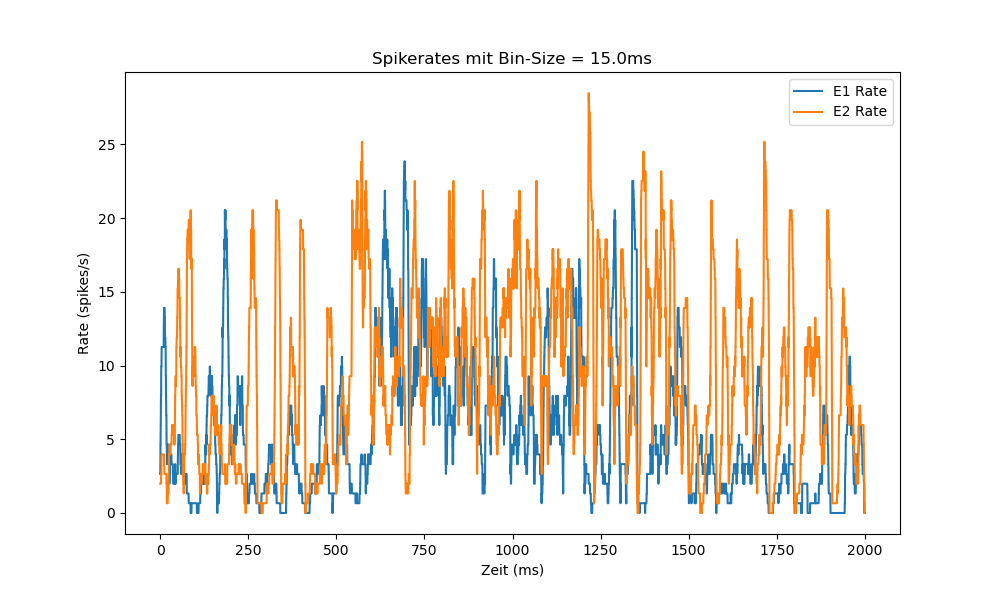 Spikerates mit Bin-Size = 15.0ms
E1 Rate
E2 Rate
Rate (spikes/s)
25
20
15
10
5
0
0 250 500 750 1000 1250 1500 1750 2000
Zeit (ms)